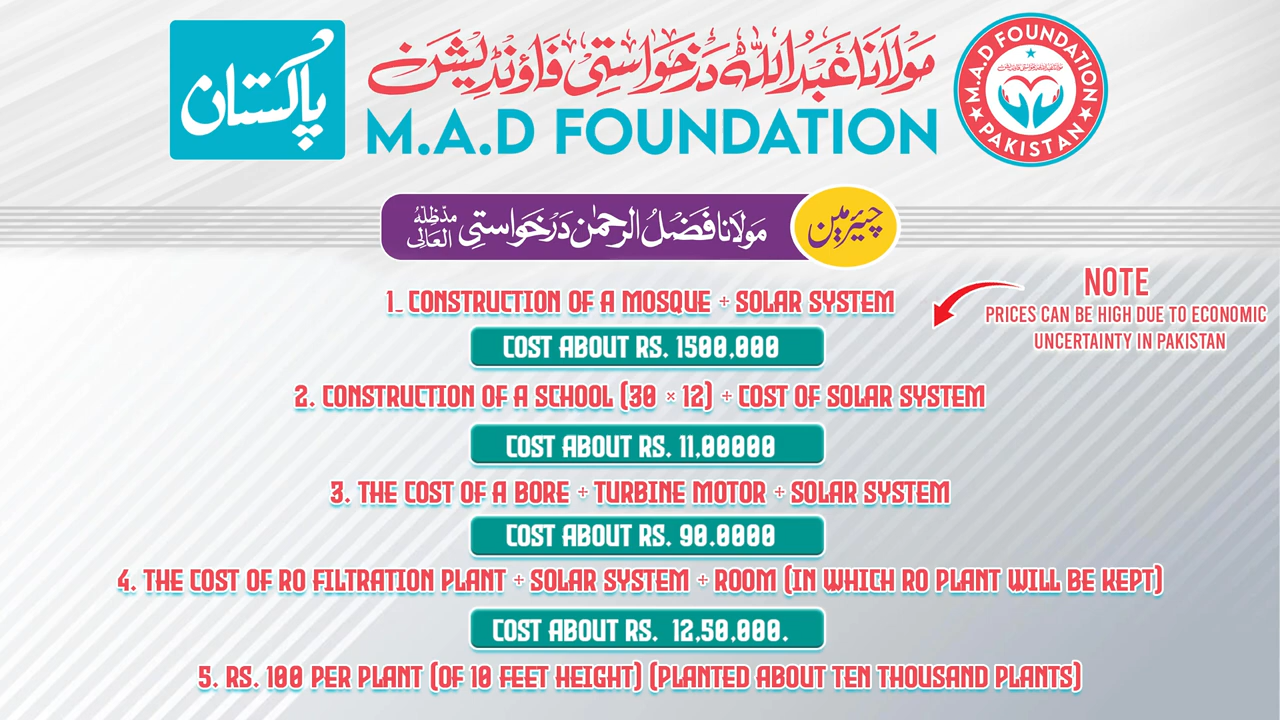 پاکستان
مولانا عبداللہ درخواستی فاؤنڈیشن
M.A.D FOUNDATION
M.A.D FOUNDATION
PAKISTAN
چیئرمین
مولانا فضل الرحمٰن درخواستی مدظلہ العالی
1_ CONSTRUCTION OF A MOSQUE + SOLAR SYSTEM
COST ABOUT RS. 1500,000
NOTE
PRICES CAN BE HIGH DUE TO ECONOMIC
UNCERTAINTY IN PAKISTAN
2. CONSTRUCTION OF A SCHOOL (30 × 12) + COST OF SOLAR SYSTEM
COST ABOUT RS. 11,00000
3. THE COST OF A BORE + TURBINE MOTOR + SOLAR SYSTEM
COST ABOUT RS. 90.0000
4. THE COST OF RO FILTRATION PLANT + SOLAR SYSTEM + ROOM (IN WHICH RO PLANT WILL BE KEPT)
COST ABOUT RS. 12,50,000.
5. RS. 100 PER PLANT (OF 10 FEET HEIGHT) (PLANTED ABOUT TEN THOUSAND PLANTS)